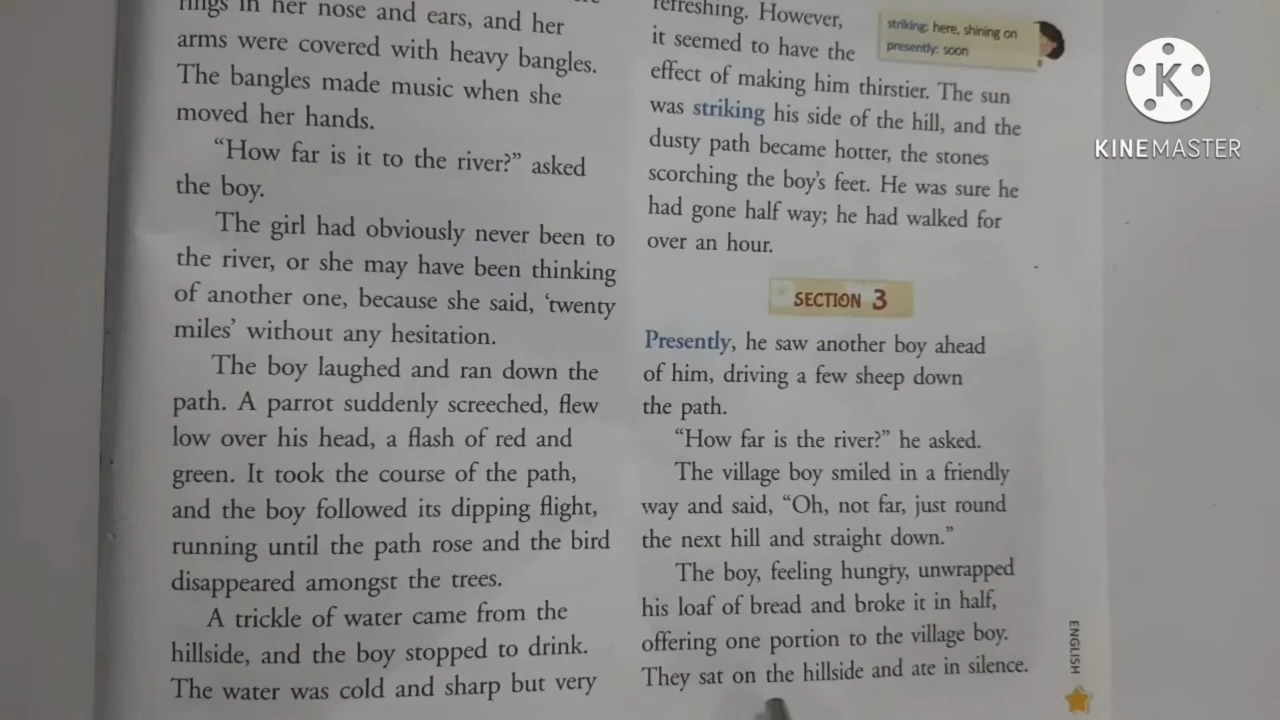 rings in her nose and ears, and her
arms were covered with heavy bangles.
The bangles made music when she
moved her hands.
“How far is it to the river?” asked
the boy.
The girl had obviously never been to
the river, or she may have been thinking
of another one, because she said, ‘twenty
miles’ without any hesitation.
The boy laughed and ran down the
path. A parrot suddenly screeched, flew
low over his head, a flash of red and
green. It took the course of the path,
and the boy followed its dipping flight,
running until the path rose and the bird
disappeared amongst the trees.
A trickle of water came from the
hillside, and the boy stopped to drink.
The water was cold and sharp but very
refreshing. However,
it seemed to have the
effect of making him thirstier. The sun
was striking his side of the hill, and the
dusty path became hotter, the stones
scorching the boy’s feet. He was sure he
had gone half way; he had walked for
over an hour.
striking: here, shining on
presently: soon
SECTION 3
Presently, he saw another boy ahead
of him, driving a few sheep down
the path.
“How far is the river?” he asked.
The village boy smiled in a friendly
way and said, “Oh, not far, just round
the next hill and straight down.”
The boy, feeling hungry, unwrapped
his loaf of bread and broke it in half,
offering one portion to the village boy.
They sat on the hillside and ate in silence.
ENGLISH
K
KINEMASTER